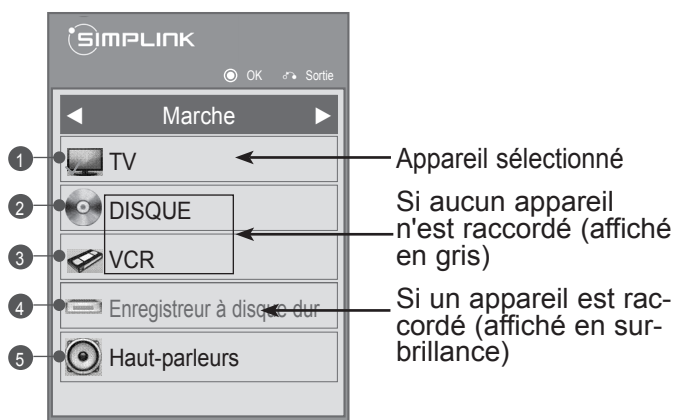 SIMPLINK
OK Sortie
Marche
1 TV
Appareil sélectionné
2 DISQUE
3 VCR
Si aucun appareil
n'est raccordé (affiché
en gris)
4 Enregistreur à disque dur
Si un appareil est rac-
cordé (affiché en sur-
brillance)
5 Haut-parleurs